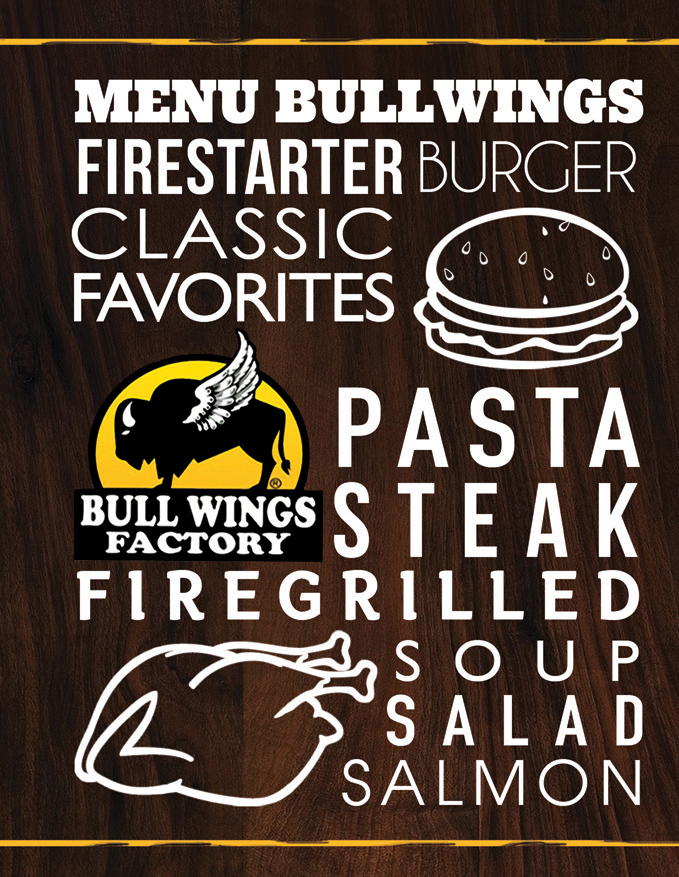 MENU BULLWINGS
FIRESTARTER BURGER
CLASSIC
FAVORITES
PASTA
BULL WINGS
FACTORY
®
STEAK
FIREGRILLED
SOUP
SALAD
SALMON